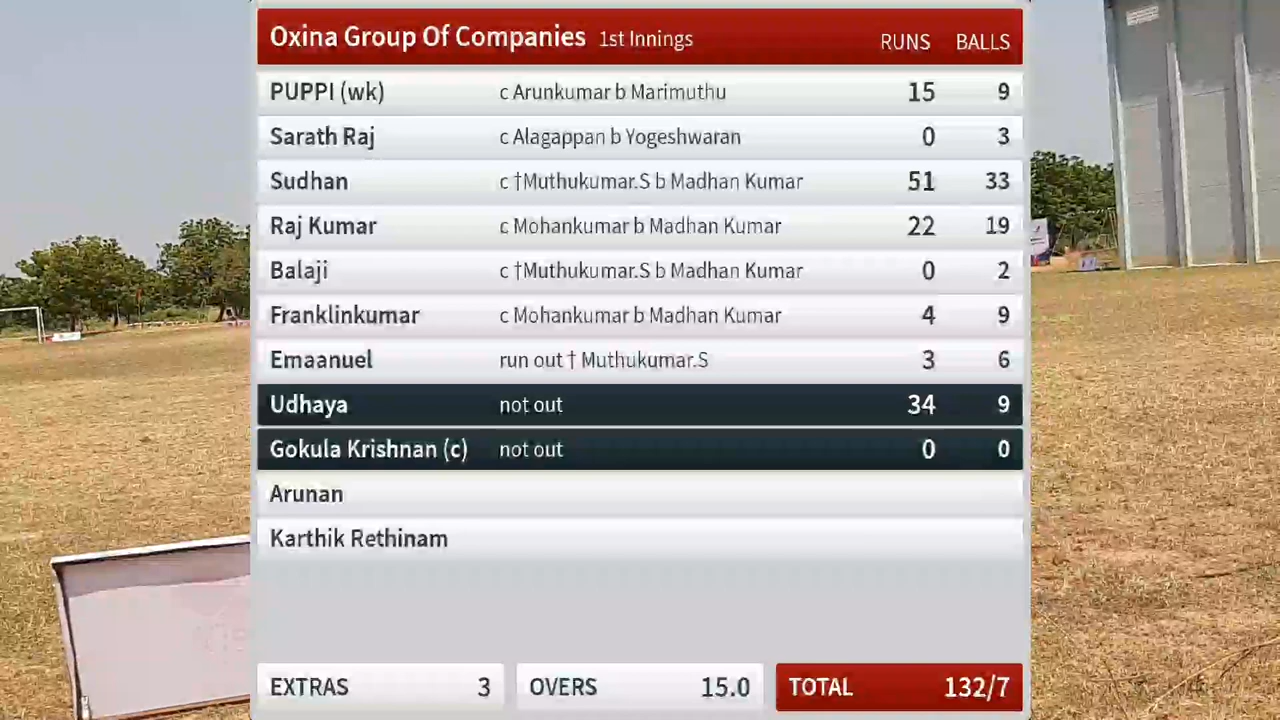 Oxina Group Of Companies 1st Innings RUNS BALLS
PUPPI (wk) c Arunkumar b Marimuthu 15 9
Sarath Raj c Alagappan b Yogeshwaran 0 3
Sudhan c †Muthukumar.S b Madhan Kumar 51 33
Raj Kumar c Mohankumar b Madhan Kumar 22 19
Balaji c †Muthukumar.S b Madhan Kumar 0 2
Franklinkumar c Mohankumar b Madhan Kumar 4 9
Emaanuel run out † Muthukumar.S 3 6
Udhaya not out 34 9
Gokula Krishnan (c) not out 0 0
Arunan
Karthik Rethinam
EXTRAS 3 OVERS 15.0 TOTAL 132/7